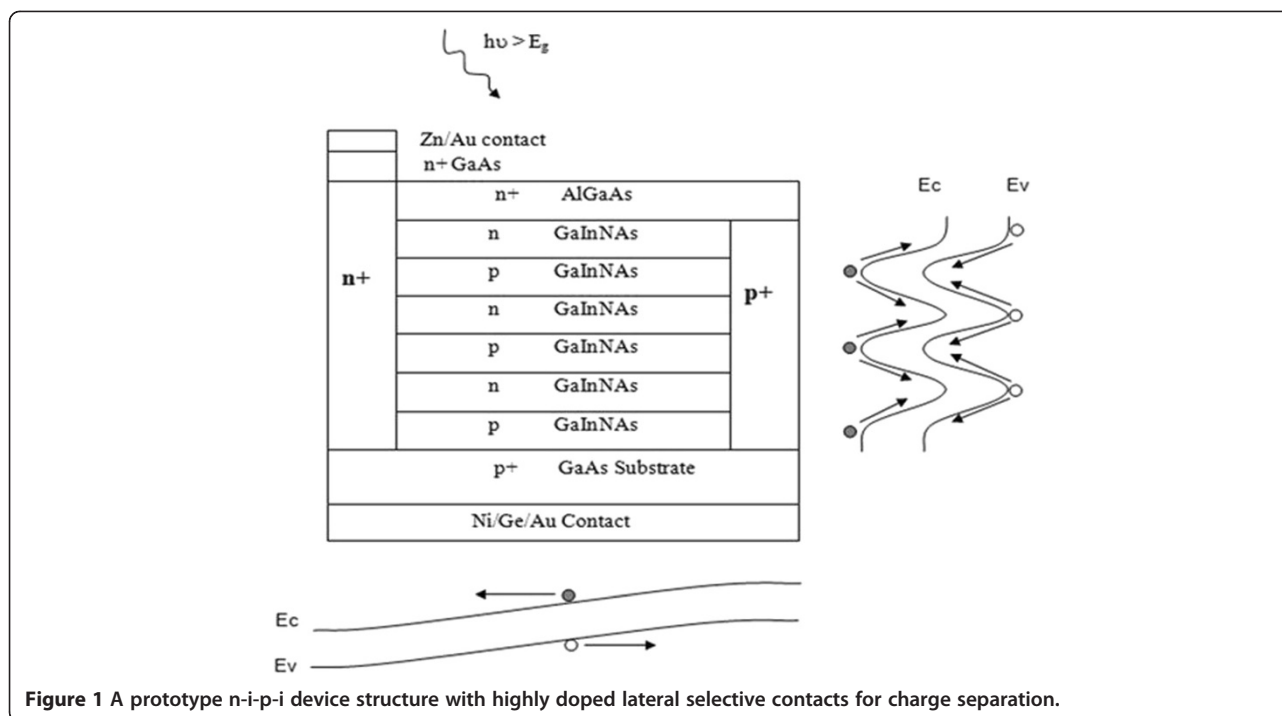 hυ > Eg
Zn/Au contact
n+ GaAs
n+ AlGaAs
n GaInNAs
p GaInNAs
n GaInNAs
p GaInNAs
n GaInNAs
p GaInNAs
n+
p+
p+ GaAs Substrate
Ni/Ge/Au Contact
Ec Ev
Ec
Ev
Figure 1 A prototype n-i-p-i device structure with highly doped lateral selective contacts for charge separation.